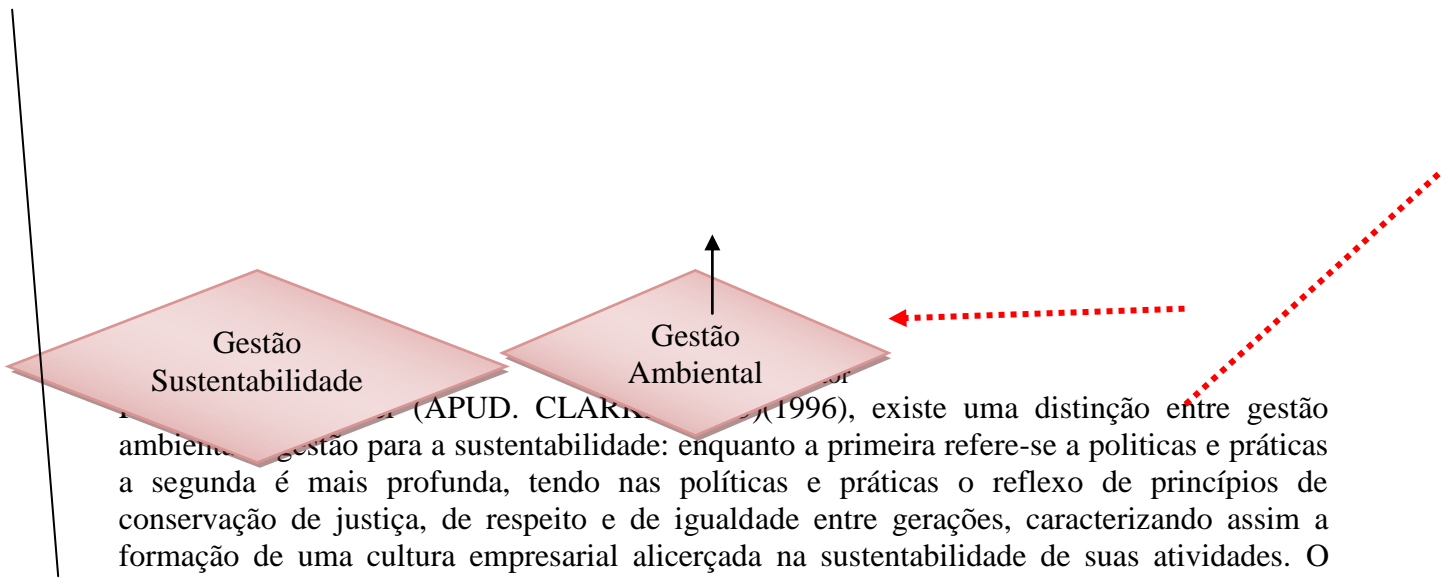 Gestão
Sustentabilidade
Gestão
Ambiental
(APUD. CLARK (1996), existe uma distinção entre gestão
gestão para a sustentabilidade: enquanto a primeira refere-se a politicas e práticas
a segunda é mais profunda, tendo nas políticas e práticas o reflexo de princípios de
conservação de justiça, de respeito e de igualdade entre gerações, caracterizando assim a
formação de uma cultura empresarial alicerçada na sustentabilidade de suas atividades. O